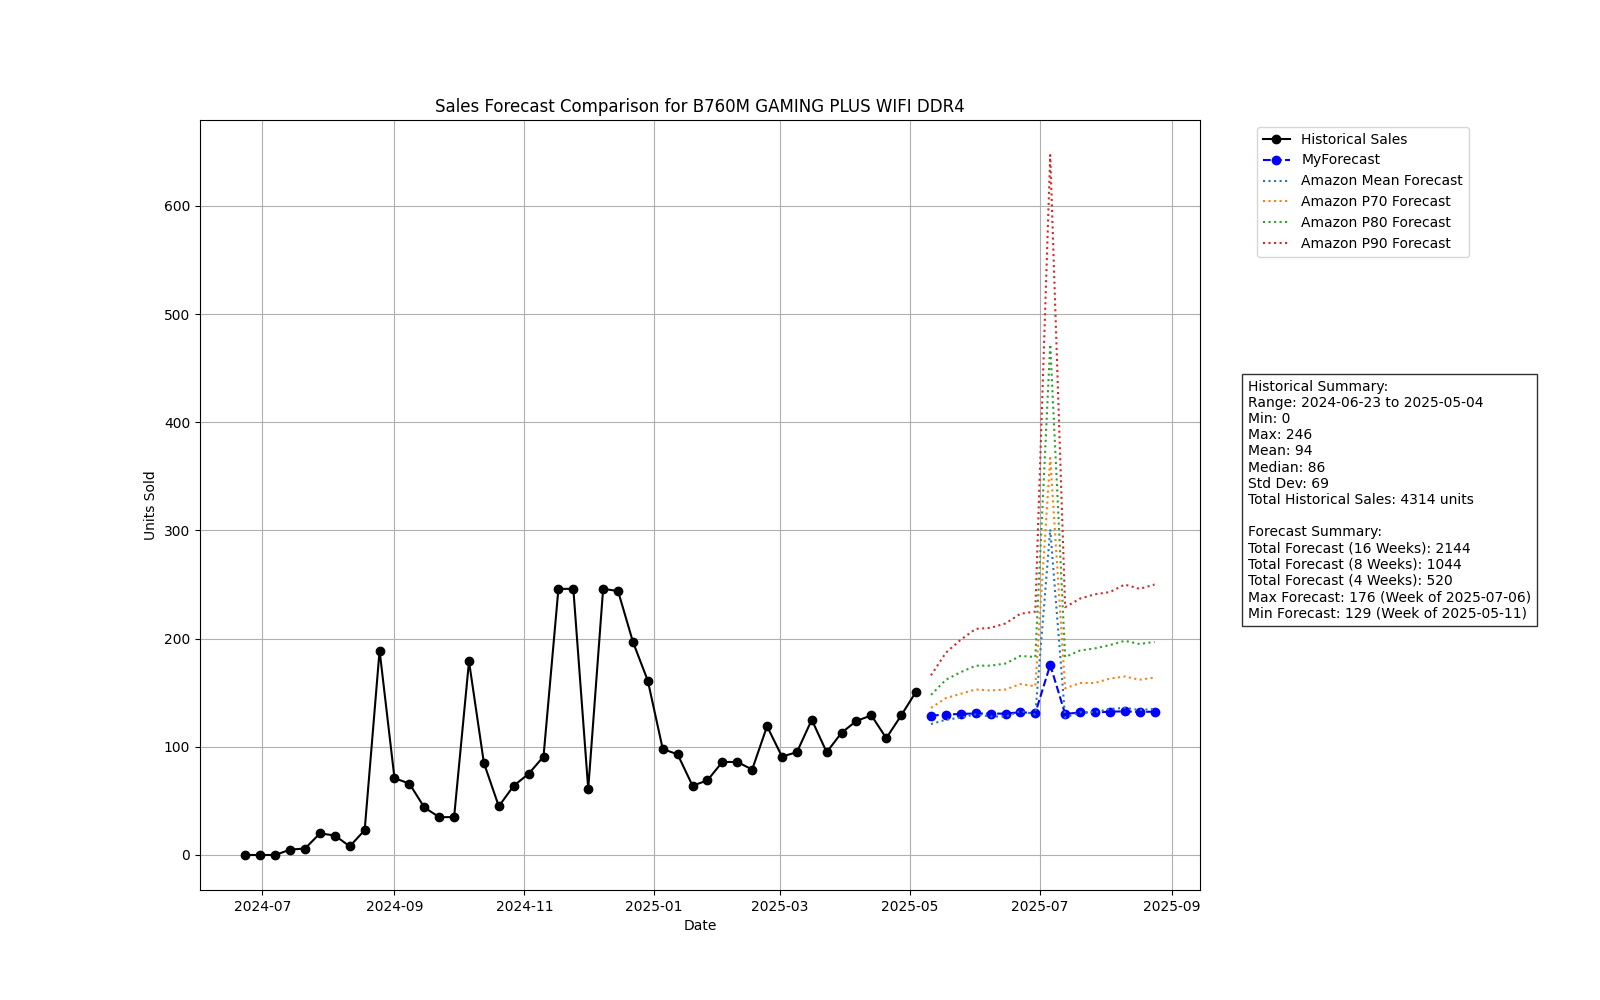 Sales Forecast Comparison for B760M GAMING PLUS WIFI DDR4
Historical Sales
MyForecast
Amazon Mean Forecast
Amazon P70 Forecast
Amazon P80 Forecast
Amazon P90 Forecast
600
500
400
300
200
100
0
Units Sold
2024-07
2024-09
2024-11
2025-01
2025-03
2025-05
2025-07
2025-09
Date
Historical Summary:
Range: 2024-06-23 to 2025-05-04
Min: 0
Max: 246
Mean: 94
Median: 86
Std Dev: 69
Total Historical Sales: 4314 units
Forecast Summary:
Total Forecast (16 Weeks): 2144
Total Forecast (8 Weeks): 1044
Total Forecast (4 Weeks): 520
Max Forecast: 176 (Week of 2025-07-06)
Min Forecast: 129 (Week of 2025-05-11)